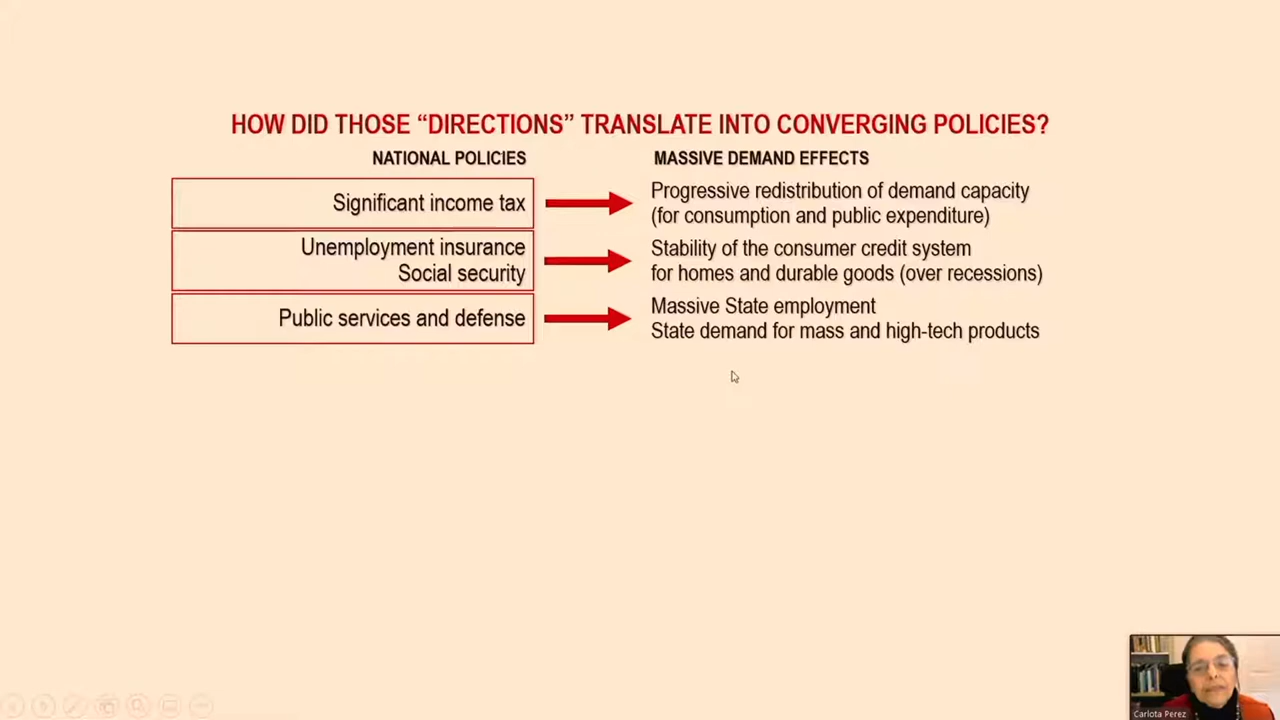 HOW DID THOSE “DIRECTIONS” TRANSLATE INTO CONVERGING POLICIES?
NATIONAL POLICIES
MASSIVE DEMAND EFFECTS
Significant income tax
Progressive redistribution of demand capacity
(for consumption and public expenditure)
Unemployment insurance
Social security
Stability of the consumer credit system
for homes and durable goods (over recessions)
Public services and defense
Massive State employment
State demand for mass and high-tech products
Carlota Perez